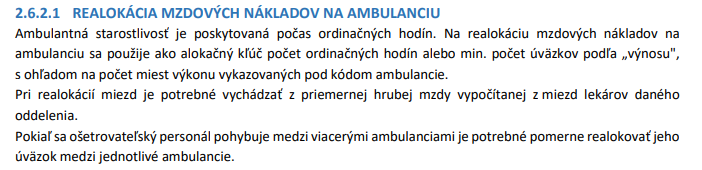 2.6.2.1 REALOKÁCIA MZDOVÝCH NÁKLADOV NA AMBULANCIU
Ambulantná starostlivosť je poskytovaná počas ordinačných hodín. Na realokáciu mzdových nákladov na
ambulanciu sa použije ako alokačný kľúč počet ordinačných hodín alebo min. počet úväzkov podľa „výnosu",
s ohľadom na počet miest výkonu vykazovaných pod kódom ambulancie.
Pri realokácií miezd je potrebné vychádzať z priemernej hrubej mzdy vypočítanej z miezd lekárov daného
oddelenia.
Pokiaľ sa ošetrovateľský personál pohybuje medzi viacerými ambulanciami je potrebné pomerne realokovať jeho
úväzok medzi jednotlivé ambulancie.